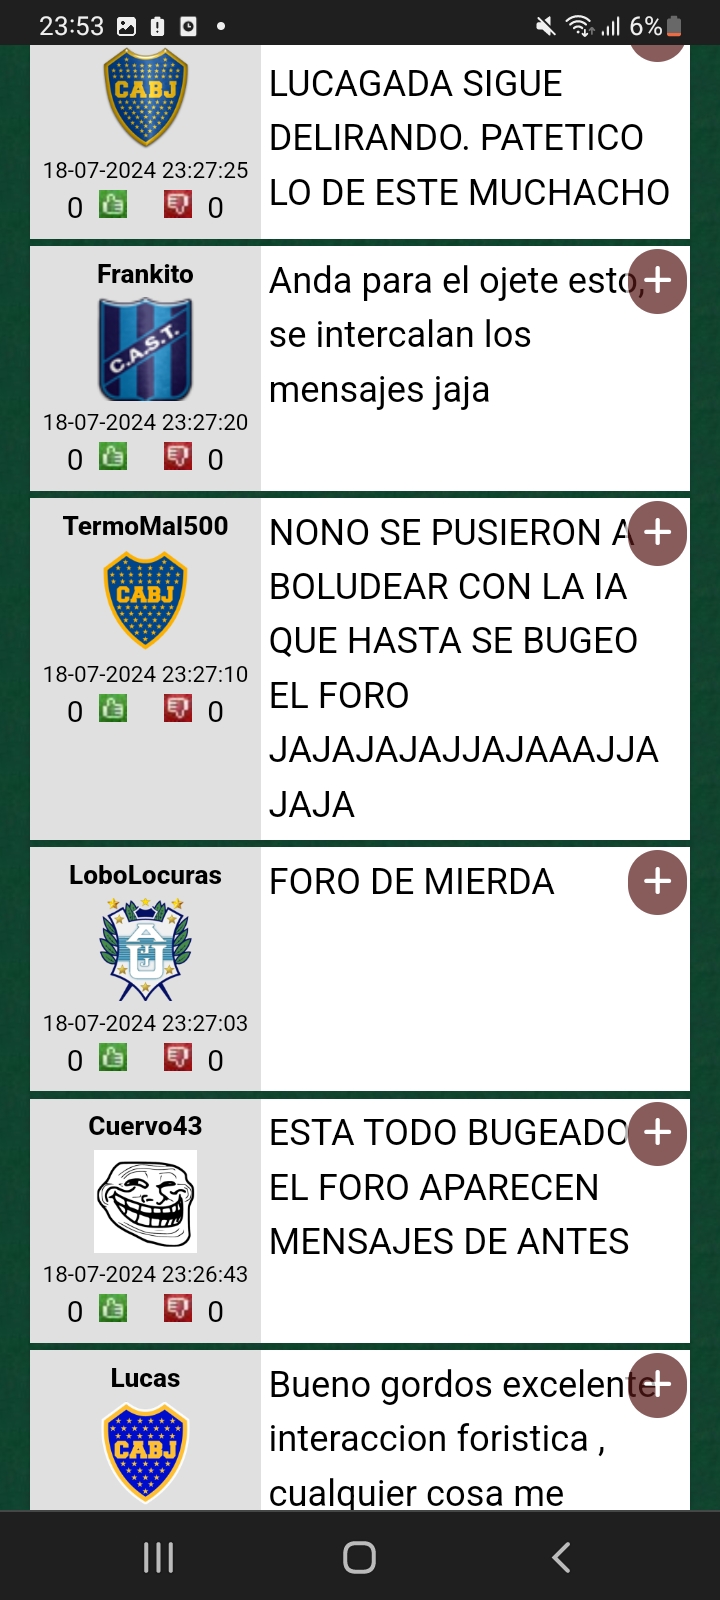 23:53
6%
CABJ
18-07-2024 23:27:25
0 0
LUCAGADA SIGUE
DELIRANDO. PATETICO
LO DE ESTE MUCHACHO
Frankito
C.A.S.T.
18-07-2024 23:27:20
0 0
Anda para el ojete esto,
se intercalan los
mensajes jaja
TermoMal500
CABJ
18-07-2024 23:27:10
0 0
NONO SE PUSIERON A
BOLUDEAR CON LA IA
QUE HASTA SE BUGEO
EL FORO
JAJAJAJAJJAJAAAJJA
JAJA
LoboLocuras
18-07-2024 23:27:03
0 0
FORO DE MIERDA
Cuervo43
18-07-2024 23:26:43
0 0
ESTA TODO BUGEADO
EL FORO APARECEN
MENSAJES DE ANTES
Lucas
CABJ
Bueno gordos excelente
interaccion foristica ,
cualquier cosa me